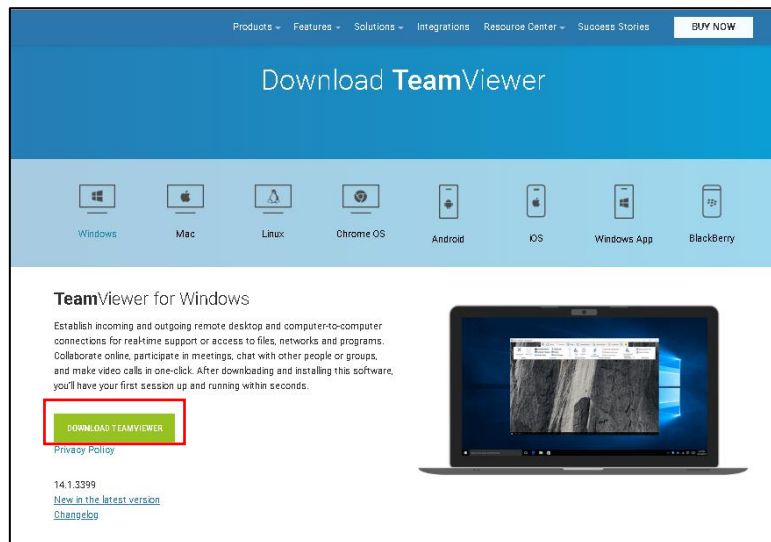 Products Features Solutions Integrations Resource Center Success Stories BUY NOW
Download TeamViewer
Windows Mac Linux Chrome OS Android iOS Windows App BlackBerry
TeamViewer for Windows
Establish incoming and outgoing remote desktop and computer-to-computer
connections for real-time support or access to files, networks and programs.
Collaborate online, participate in meetings, chat with other people or groups,
and make video calls in one-click. After downloading and installing this software,
you'll have your first session up and running within seconds.
DOWNLOAD TEAMVIEWER
Privacy Policy
14.1.3399
New in the latest version
Changelog